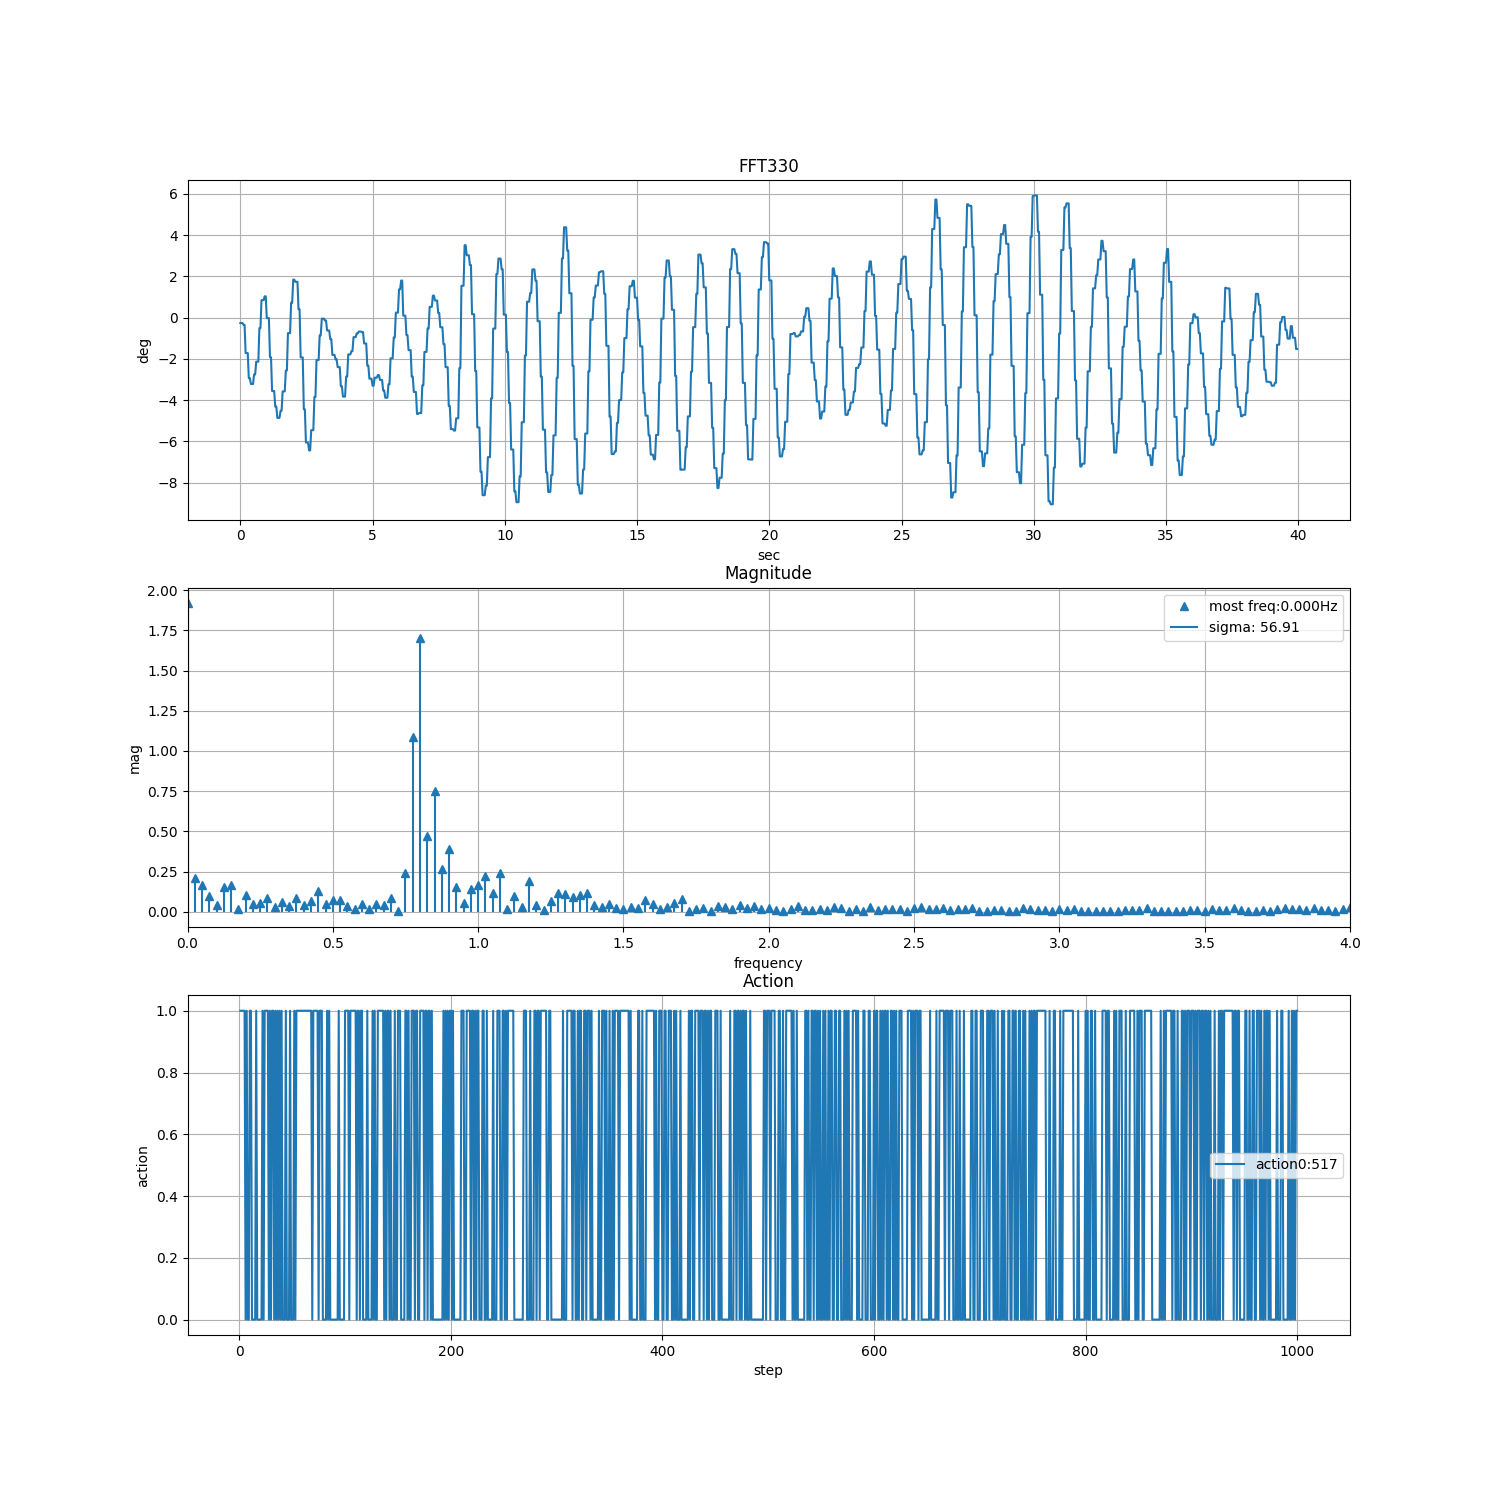 FFT330
6
4
2
0
−2
−4
−6
−8
deg
0 5 10 15 20 25 30 35 40
sec
Magnitude
2.00
1.75
1.50
1.25
1.00
0.75
0.50
0.25
0.00
mag
most freq:0.000Hz
sigma: 56.91
0.0 0.5 1.0 1.5 2.0 2.5 3.0 3.5 4.0
frequency
Action
1.0
0.8
0.6
0.4
0.2
0.0
action
action0:517
0 200 400 600 800 1000
step